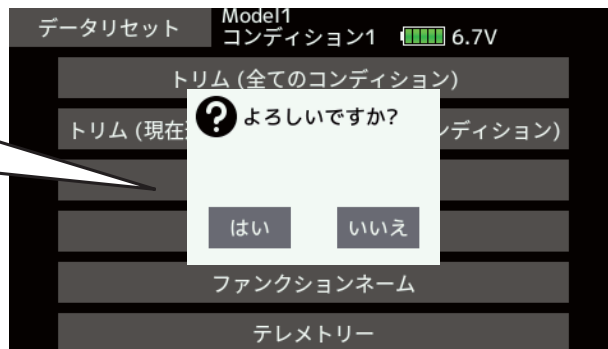 データリセット
Model1
コンディション1
6.7V
トリム (全てのコンディション)
トリム (現在
ンディション)
よろしいですか?
はい
いいえ
ファンクションネーム
テレメトリー